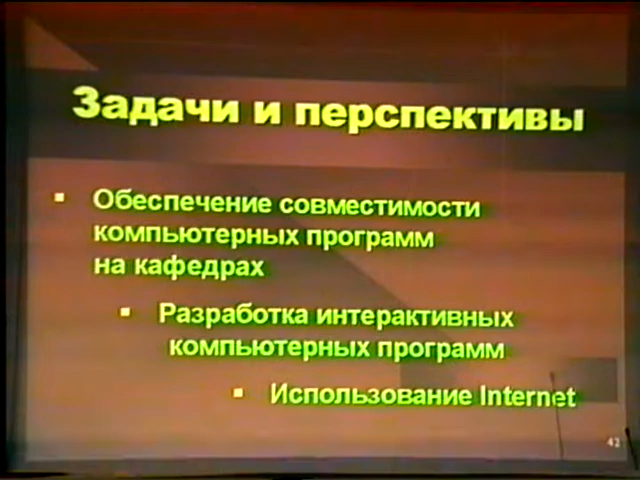 Задачи и перспективы
▪ Обеспечение совместимости
компьютерных программ
на кафедрах
▪ Разработка интерактивных
компьютерных программ
▪ Использование Internet
42